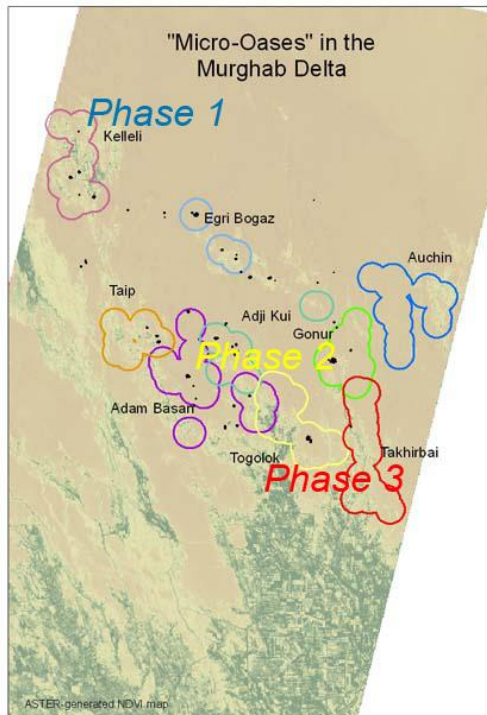 "Micro-Oases" in the
Murghab Delta
Phase 1
Kelleli
Egri Bogaz
Auchin
Taip
Adji Kui
Gonur
Phase 2
Adam Basan
Togolok
Takhirbai
Phase 3
ASTER-generated NDVI map